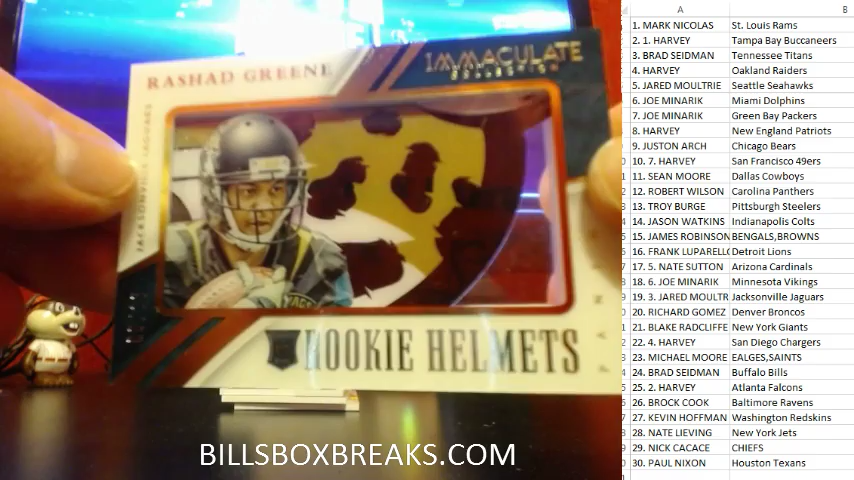 RASHAD GREENE
IMMACULATE
COLLECTION
JACKSONVILLE JAGUARS
ROOKIE HELMETS
BILLSBOXBREAKS.COM
A B
1. MARK NICOLAS St. Louis Rams
2. 1. HARVEY Tampa Bay Buccaneers
3. BRAD SEIDMAN Tennessee Titans
4. HARVEY Oakland Raiders
5. JARED MOULTRIE Seattle Seahawks
6. JOE MINARIK Miami Dolphins
7. JOE MINARIK Green Bay Packers
8. HARVEY New England Patriots
9. JUSTON ARCH Chicago Bears
10. 7. HARVEY San Francisco 49ers
11. SEAN MOORE Dallas Cowboys
12. ROBERT WILSON Carolina Panthers
13. TROY BURGE Pittsburgh Steelers
14. JASON WATKINS Indianapolis Colts
15. JAMES ROBINSON BENGALS,BROWNS
16. FRANK LUPARELLO Detroit Lions
17. 5. NATE SUTTON Arizona Cardinals
18. 6. JOE MINARIK Minnesota Vikings
19. 3. JARED MOULTR Jacksonville Jaguars
20. RICHARD GOMEZ Denver Broncos
21. BLAKE RADCLIFFE New York Giants
22. 4. HARVEY San Diego Chargers
23. MICHAEL MOORE EALGES,SAINTS
24. BRAD SEIDMAN Buffalo Bills
25. 2. HARVEY Atlanta Falcons
26. BROCK COOK Baltimore Ravens
27. KEVIN HOFFMAN Washington Redskins
28. NATE LIEVING New York Jets
29. NICK CACACE CHIEFS
30. PAUL NIXON Houston Texans